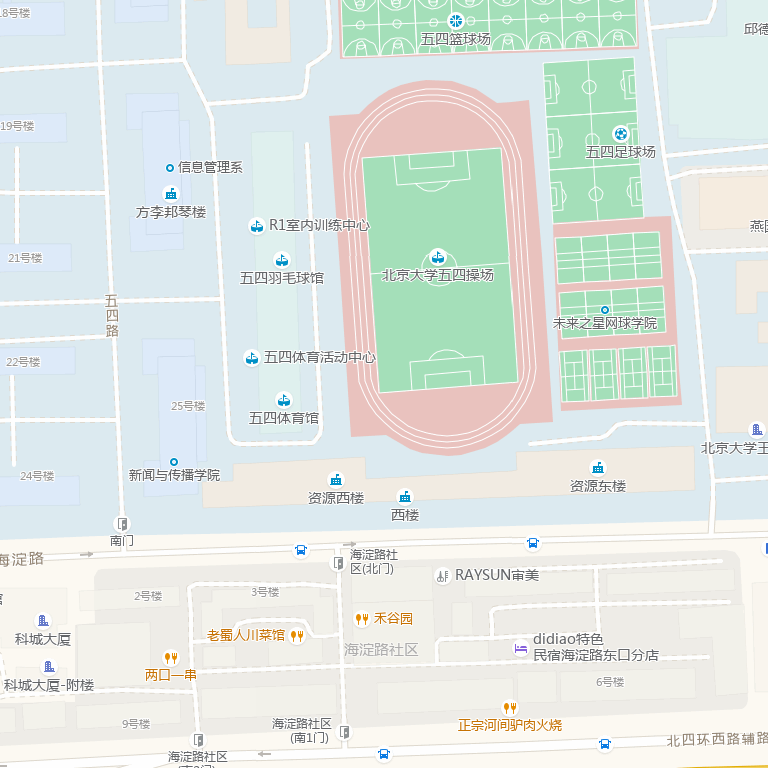 18号楼
五四篮球场
邱德
19号楼
五四足球场
信息管理系
方李邦琴楼
R1室内训练中心
燕园
21号楼
五四羽毛球馆
北京大学五四操场
五四路
未来之星网球学院
22号楼
五四体育活动中心
25号楼
五四体育馆
北京大学王
24号楼
新闻与传播学院
资源西楼
西楼
资源东楼
南门
海淀路
海淀路社
区(北门)
RAYSUN审美
2号楼
3号楼
馆
科城大厦
老蜀人川菜馆
禾谷园
海淀路社区
didiao特色
民宿海淀路东口分店
两口一串
科城大厦-附楼
6号楼
9号楼
海淀路社区
(南1门)
正宗河间驴肉火烧
北四环西路辅路
海淀路社区